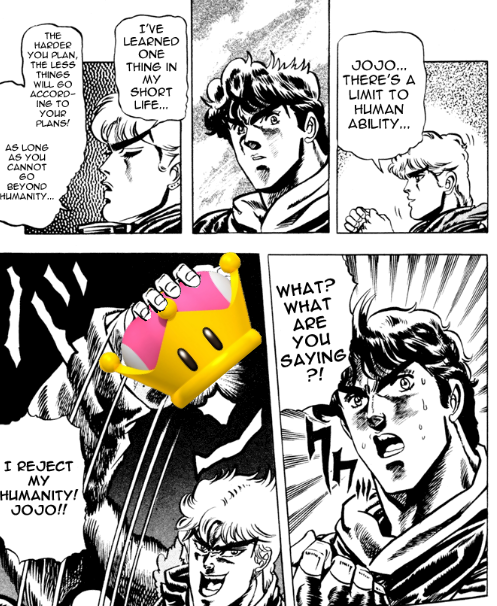 JOJO...
THERE'S A
LIMIT TO
HUMAN
ABILITY...
I'VE
LEARNED
ONE
THING IN
MY
SHORT
LIFE...
THE
HARDER
YOU PLAN,
THE LESS
THINGS
WILL GO
ACCORD-
ING TO
YOUR
PLANS!
AS LONG
AS YOU
CANNOT
GO
BEYOND
HUMANITY...
WHAT?
WHAT
ARE
YOU
SAYING
?!
I REJECT
MY
HUMANITY!
JOJO!!